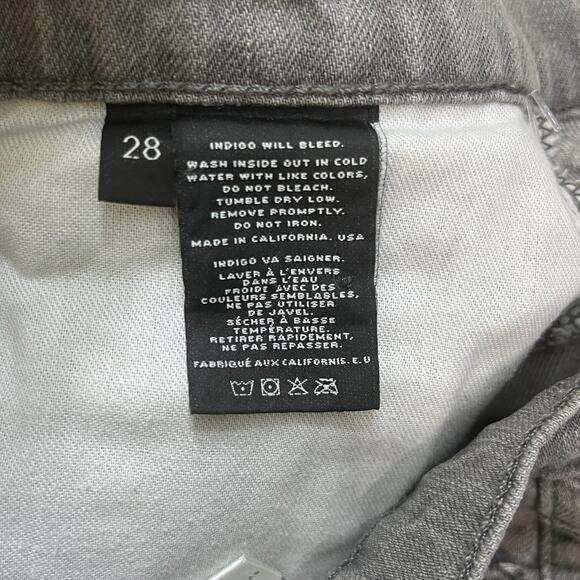 28
INDIGO WILL BLEED.
WASH INSIDE OUT IN COLD
WATER WITH LIKE COLORS,
DO NOT BLEACH.
TUMBLE DRY LOW.
REMOVE PROMPTLY.
DO NOT IRON.
MADE IN CALIFORNIA. USA
INDIGO VA SAIGNER.
LAVER À L'ENVERS
DANS L'EAU
FROIDE AVEC DES
COULEURS SEMBLABLES,
NE PAS UTILISER
DE JAVEL.
SÉCHER À BASSE
TEMPÉRATURE.
RETIRER RAPIDEMENT,
NE PAS REPASSER.
FABRIQUÉ AUX CALIFORNIE.E.U